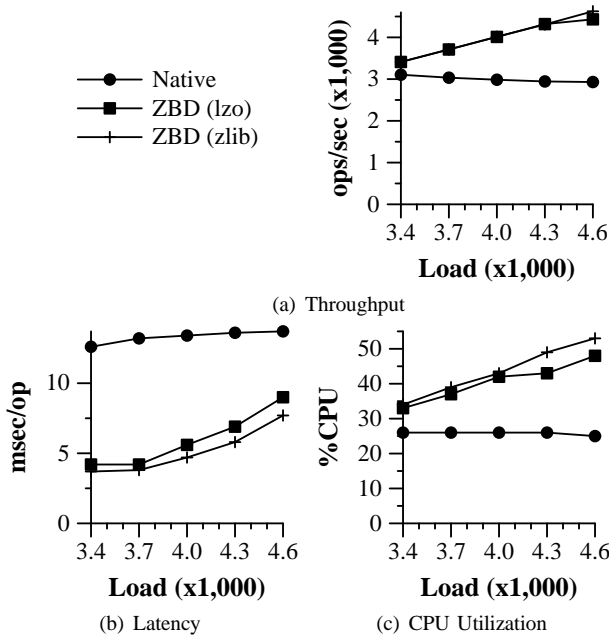 Native
ZBD (lzo)
ZBD (zlib)
ops/sec (x1,000)
4
3
2
1
0
3.4 3.7 4.0 4.3 4.6
Load (x1,000)
(a) Throughput
msec/op
10
5
0
3.4 3.7 4.0 4.3 4.6
Load (x1,000)
(b) Latency
%CPU
50
40
30
20
10
0
3.4 3.7 4.0 4.3 4.6
Load (x1,000)
(c) CPU Utilization